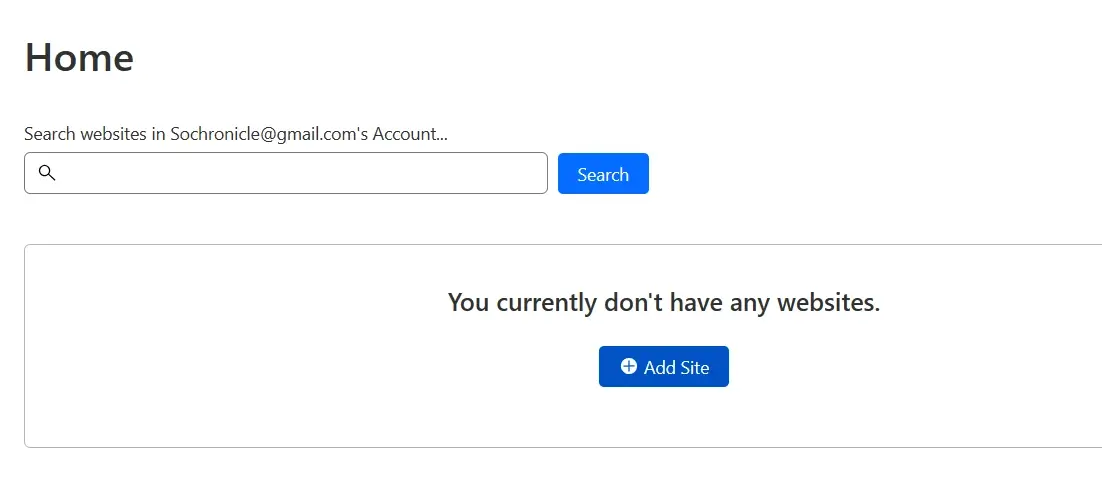 Home
Search websites in Sochronicle@gmail.com's Account...
Search
You currently don't have any websites.
Add Site